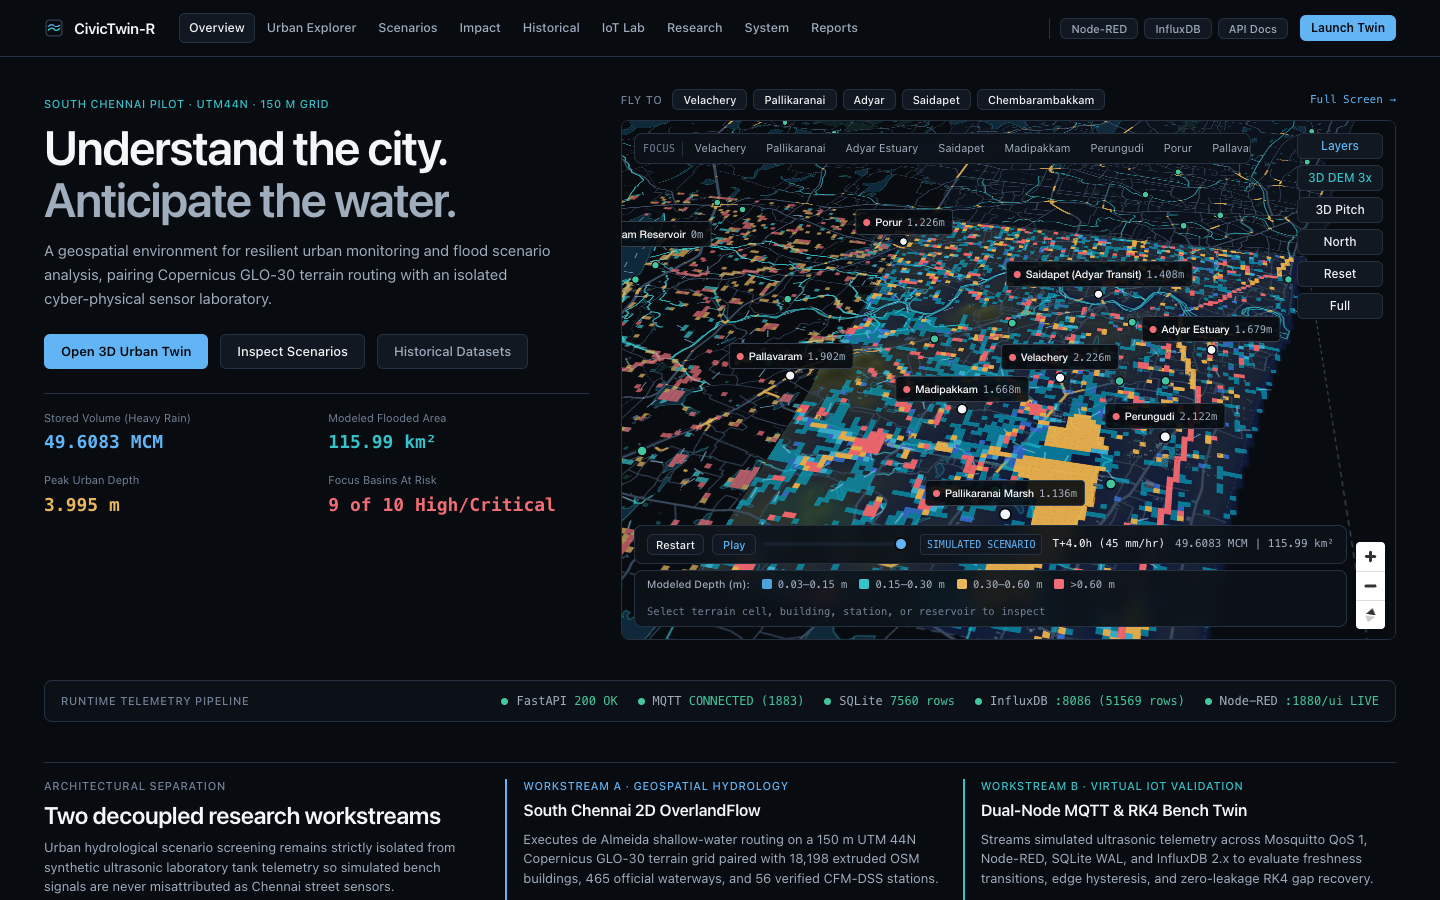 CivicTwin-R
Overview
Urban Explorer
Scenarios
Impact
Historical
IoT Lab
Research
System
Reports
Node-RED
InfluxDB
API Docs
Launch Twin
SOUTH CHENNAI PILOT · UTM44N · 150 M GRID
Understand the city.
Anticipate the water.
A geospatial environment for resilient urban monitoring and flood scenario
analysis, pairing Copernicus GLO-30 terrain routing with an isolated
cyber-physical sensor laboratory.
Open 3D Urban Twin
Inspect Scenarios
Historical Datasets
Stored Volume (Heavy Rain)
49.6083 MCM
Modeled Flooded Area
115.99 km²
Peak Urban Depth
3.995 m
Focus Basins At Risk
9 of 10 High/Critical
FLY TO
Velachery
Pallikaranai
Adyar
Saidapet
Chembarambakkam
Full Screen →
FOCUS
Velachery
Pallikaranai
Adyar Estuary
Saidapet
Madipakkam
Perungudi
Porur
Pallava
Layers
3D DEM 3x
3D Pitch
North
Reset
Full
Porur 1.226m
am Reservoir 0m
Saidapet (Adyar Transit) 1.408m
Adyar Estuary 1.679m
Pallavaram 1.902m
Velachery 2.226m
Madipakkam 1.668m
Perungudi 2.122m
Pallikaranai Marsh 1.136m
Restart
Play
SIMULATED SCENARIO
T+4.0h (45 mm/hr)
49.6083 MCM | 115.99 km²
Modeled Depth (m):
0.03–0.15 m
0.15–0.30 m
0.30–0.60 m
>0.60 m
Select terrain cell, building, station, or reservoir to inspect
RUNTIME TELEMETRY PIPELINE
FastAPI 200 OK
MQTT CONNECTED (1883)
SQLite 7560 rows
InfluxDB :8086 (51569 rows)
Node-RED :1880/ui LIVE
ARCHITECTURAL SEPARATION
Two decoupled research workstreams
Urban hydrological scenario screening remains strictly isolated from
synthetic ultrasonic laboratory tank telemetry so simulated bench
signals are never misattributed as Chennai street sensors.
WORKSTREAM A · GEOSPATIAL HYDROLOGY
South Chennai 2D OverlandFlow
Executes de Almeida shallow-water routing on a 150 m UTM 44N
Copernicus GLO-30 terrain grid paired with 18,198 extruded OSM
buildings, 465 official waterways, and 56 verified CFM-DSS stations.
WORKSTREAM B · VIRTUAL IOT VALIDATION
Dual-Node MQTT & RK4 Bench Twin
Streams simulated ultrasonic telemetry across Mosquitto QoS 1,
Node-RED, SQLite WAL, and InfluxDB 2.x to evaluate freshness
transitions, edge hysteresis, and zero-leakage RK4 gap recovery.